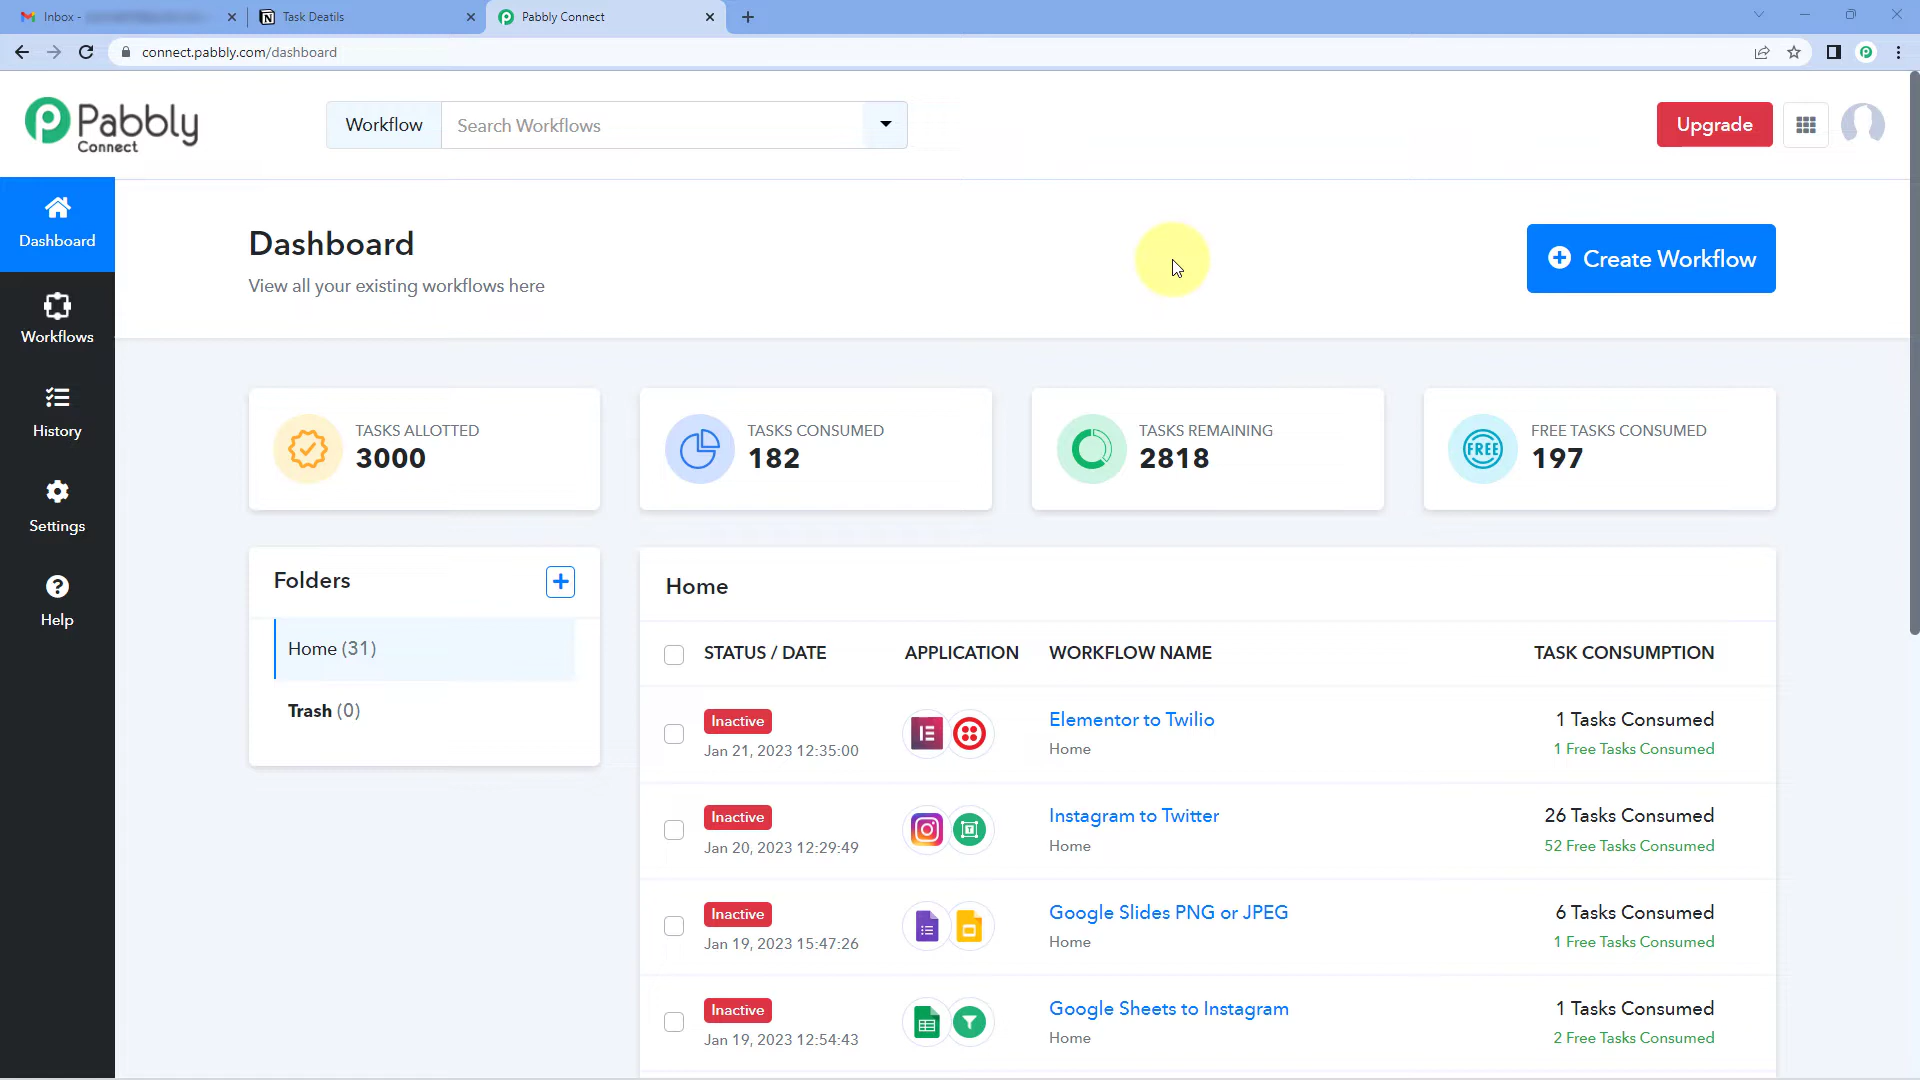 Inbox -
Task Deatils
Pabbly Connect
connect.pabbly.com/dashboard
Pabbly
Connect
Workflow
Search Workflows
Upgrade
Dashboard
Workflows
History
Settings
Help
Dashboard
View all your existing workflows here
Create Workflow
TASKS ALLOTTED
3000
TASKS CONSUMED
182
TASKS REMAINING
2818
FREE
FREE TASKS CONSUMED
197
Folders
Home (31)
Trash (0)
Home
STATUS / DATE APPLICATION WORKFLOW NAME TASK CONSUMPTION
Inactive
Jan 21, 2023 12:35:00
Elementor to Twilio
Home
1 Tasks Consumed
1 Free Tasks Consumed
Inactive
Jan 20, 2023 12:29:49
Instagram to Twitter
Home
26 Tasks Consumed
52 Free Tasks Consumed
Inactive
Jan 19, 2023 15:47:26
Google Slides PNG or JPEG
Home
6 Tasks Consumed
1 Free Tasks Consumed
Inactive
Jan 19, 2023 12:54:43
Google Sheets to Instagram
Home
1 Tasks Consumed
2 Free Tasks Consumed